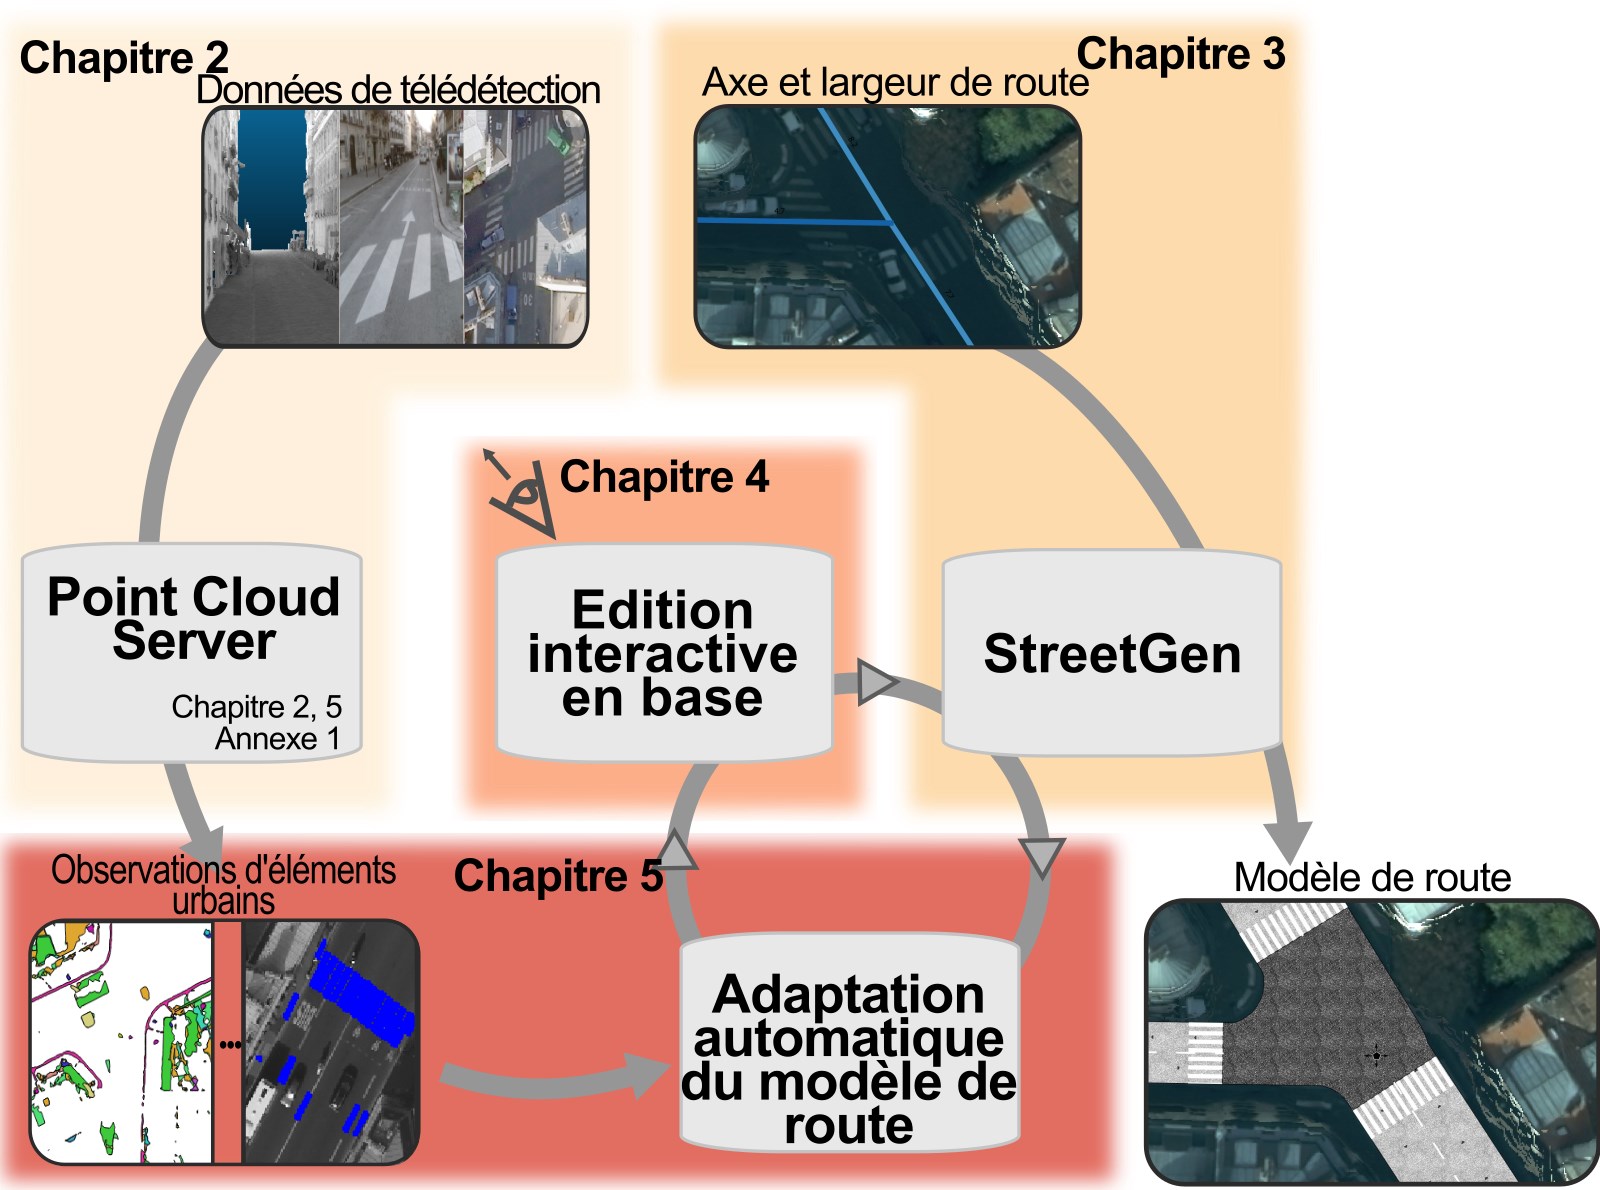 Chapitre 2
Données de télédétection
Chapitre 3
Axe et largeur de route
Chapitre 4
Point Cloud
Server
Chapitre 2, 5
Annexe 1
Edition
interactive
en base
StreetGen
Observations d'éléments
urbains
...
Chapitre 5
Adaptation
automatique
du modèle de
route
Modèle de route